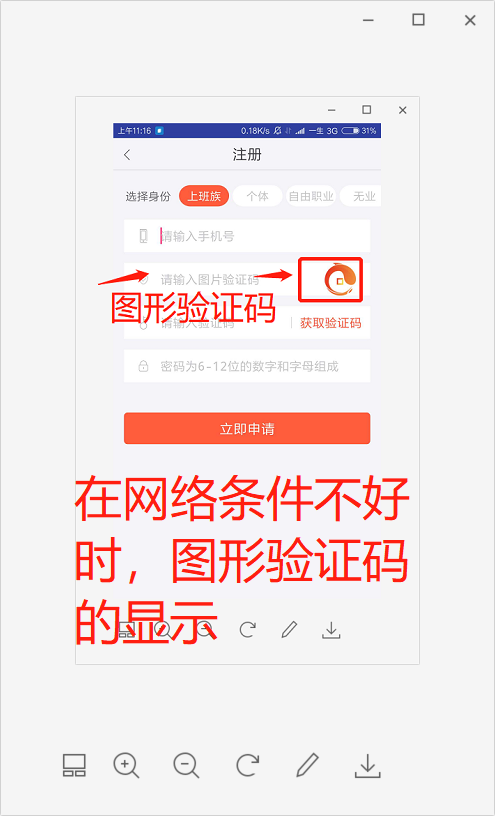 上午11:16
0.18K/s 一生 3G 31%
注册
选择身份 上班族 个体 自由职业 无业
请输入手机号
请输入图片验证码
图形验证码
请输入验证码 获取验证码
密码为6-12位的数字和字母组成
立即申请
在网络条件不好
时，图形验证码
的显示